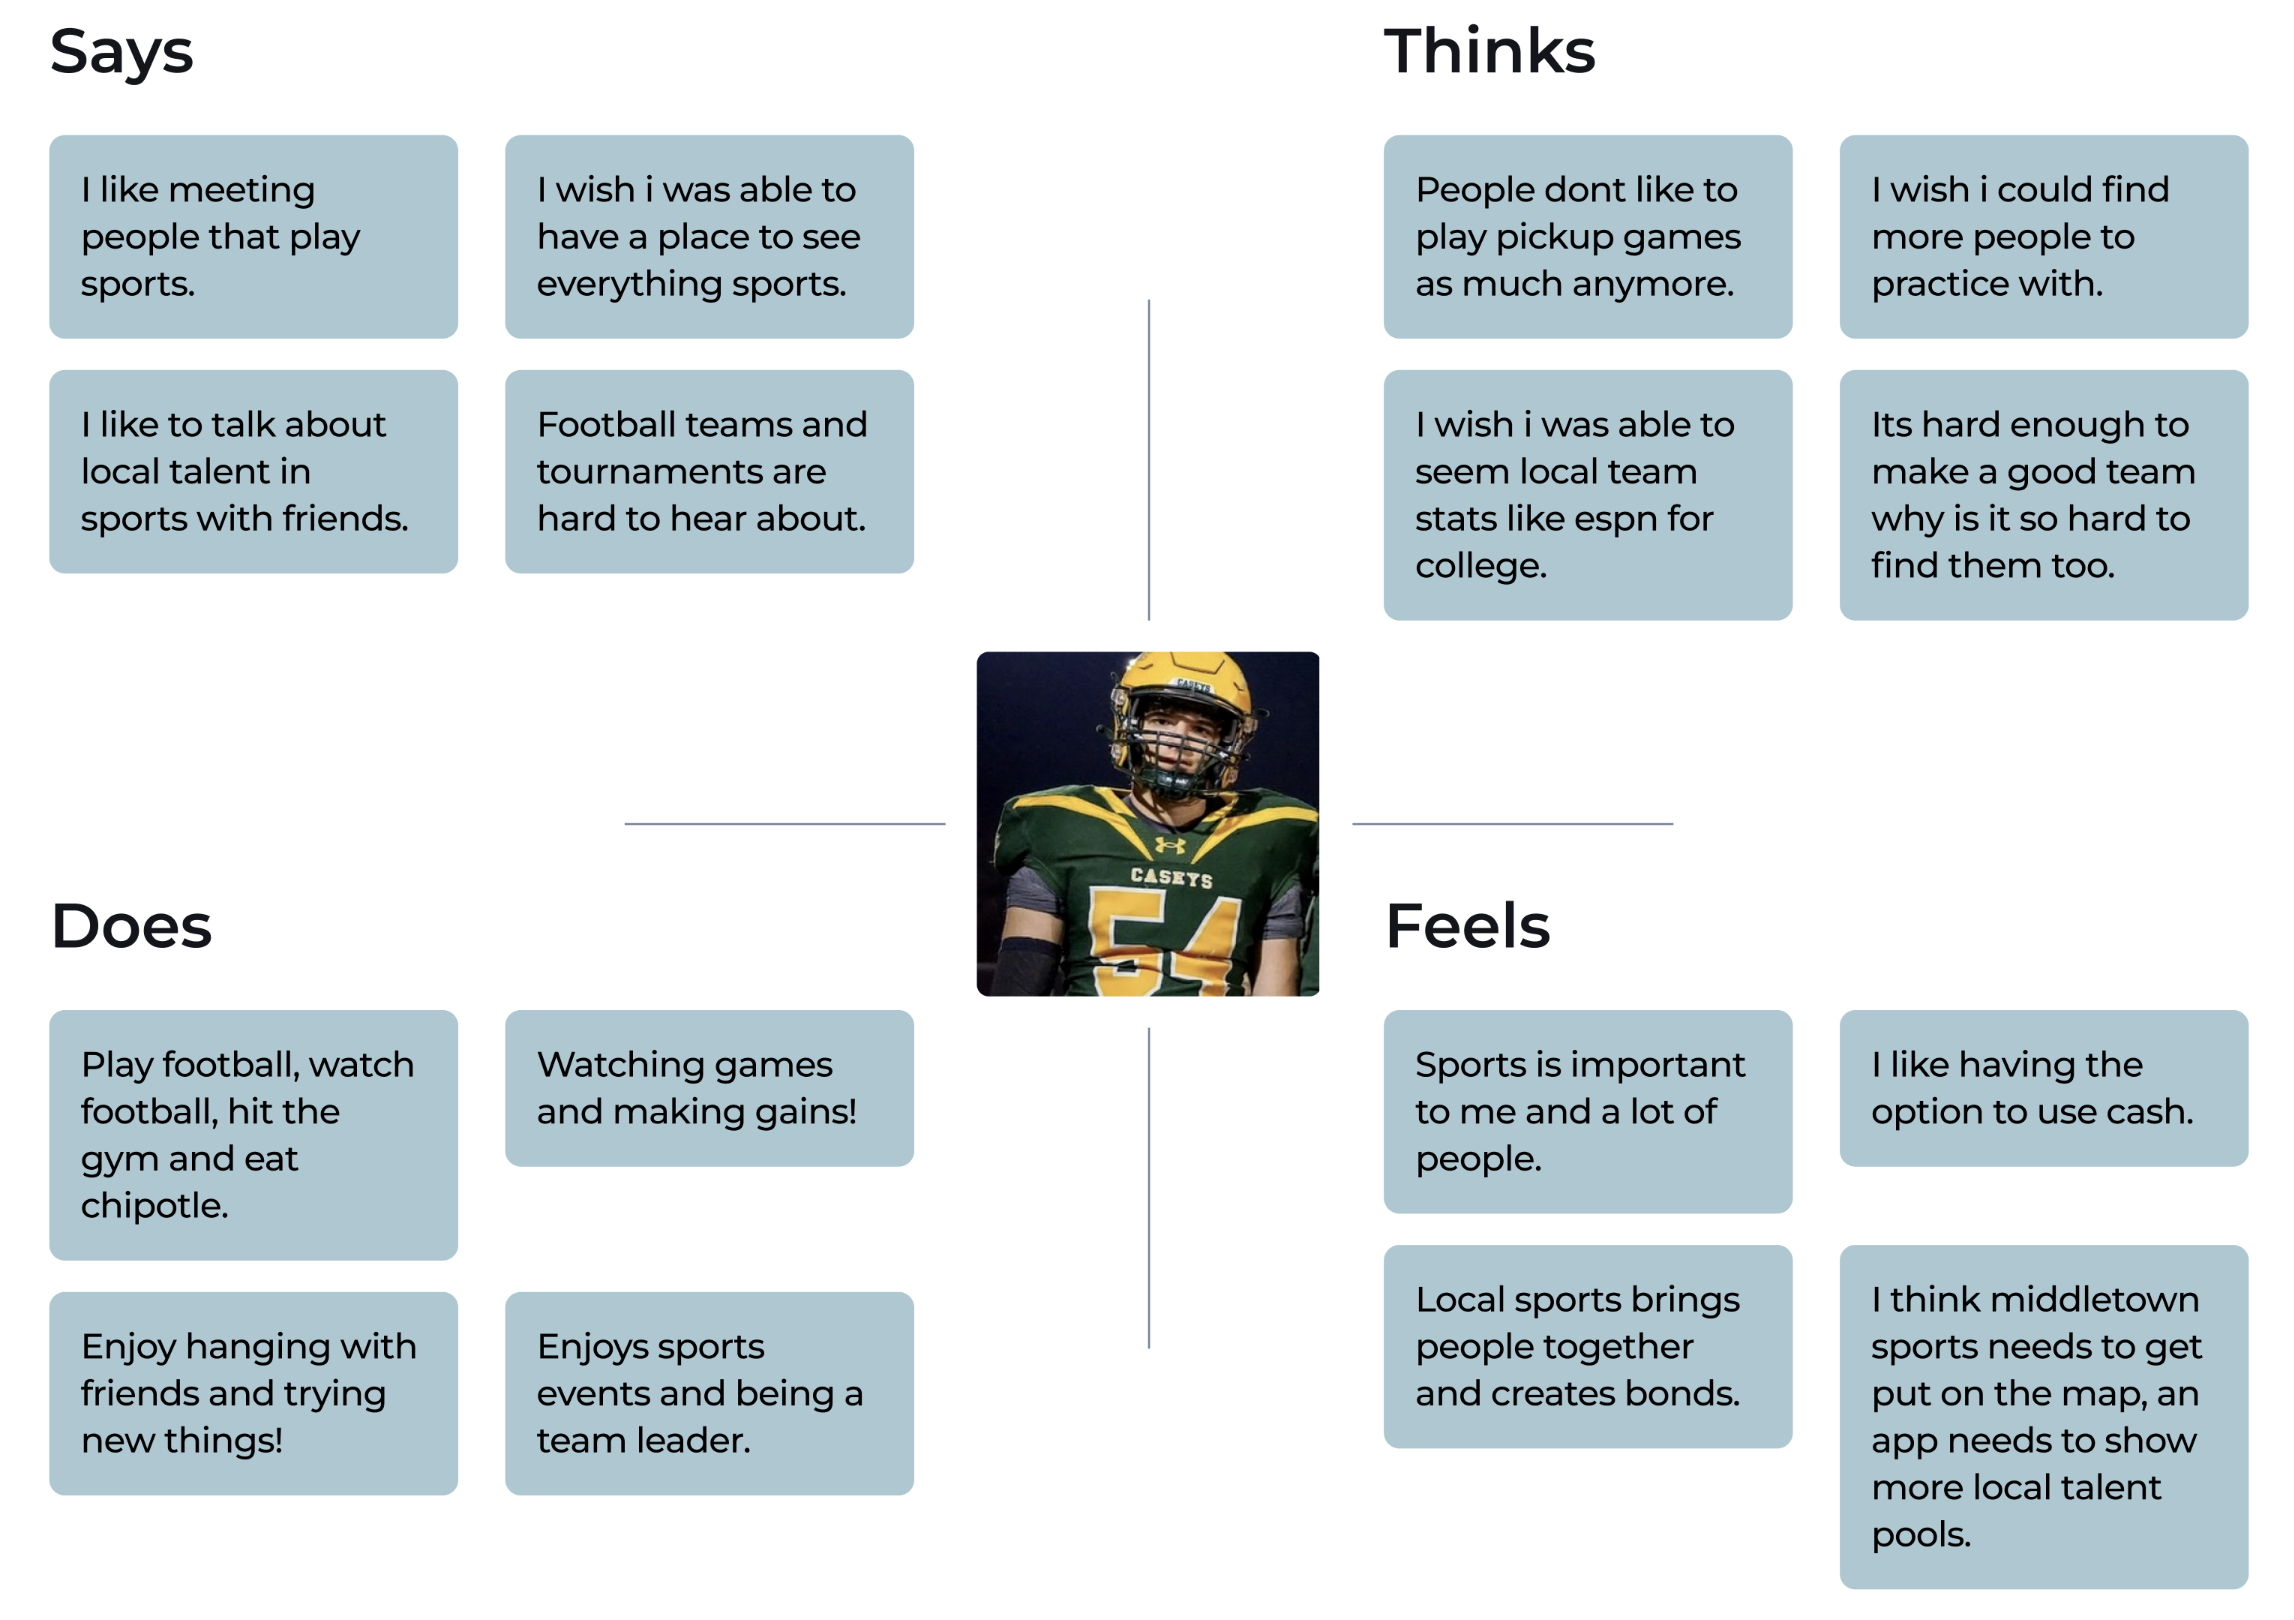 Says
I like meeting
people that play
sports.
I wish i was able to
have a place to see
everything sports.
I like to talk about
local talent in
sports with friends.
Football teams and
tournaments are
hard to hear about.
Thinks
People dont like to
play pickup games
as much anymore.
I wish i could find
more people to
practice with.
I wish i was able to
seem local team
stats like espn for
college.
Its hard enough to
make a good team
why is it so hard to
find them too.
CASEYS
CASEYS
54
Does
Play football, watch
football, hit the
gym and eat
chipotle.
Watching games
and making gains!
Enjoy hanging with
friends and trying
new things!
Enjoys sports
events and being a
team leader.
Feels
Sports is important
to me and a lot of
people.
I like having the
option to use cash.
Local sports brings
people together
and creates bonds.
I think middletown
sports needs to get
put on the map, an
app needs to show
more local talent
pools.